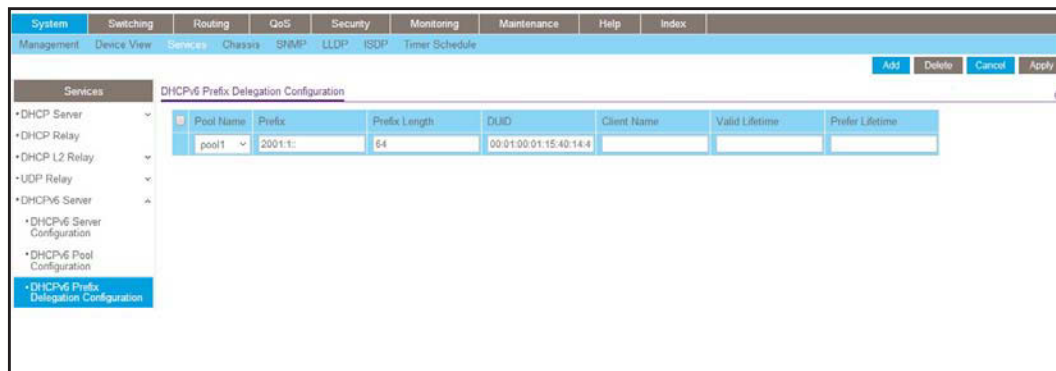 System Switching Routing QoS Security Monitoring Maintenance Help Index
Management Device View Services Chassis SNMP LLDP ISDP Timer Schedule
Add Delete Cancel Apply
Services
DHCPv6 Prefix Delegation Configuration
•DHCP Server
•DHCP Relay
•DHCP L2 Relay
•UDP Relay
•DHCPv6 Server
•DHCPv6 Server
Configuration
•DHCPv6 Pool
Configuration
•DHCPv6 Prefix
Delegation Configuration
Pool Name Prefix Prefix Length DUID Client Name Valid Lifetime Prefer Lifetime
pool1 2001:1:: 64 00:01:00:01:15:40:14:4